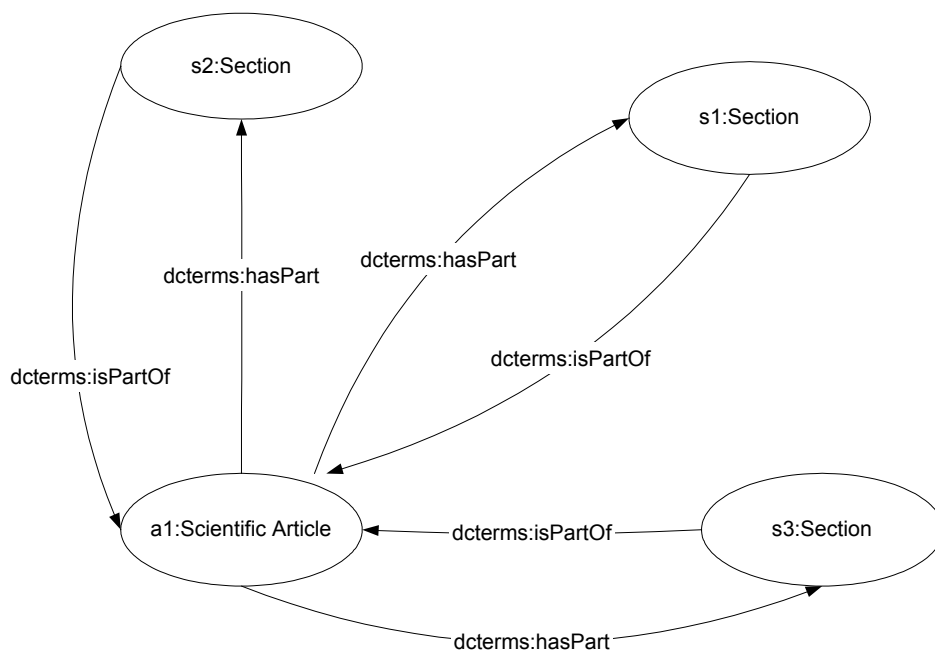 s2:Section
s1:Section
dcterms:hasPart
dcterms:hasPart
dcterms:isPartOf
dcterms:isPartOf
a1:Scientific Article
dcterms:isPartOf
s3:Section
dcterms:hasPart